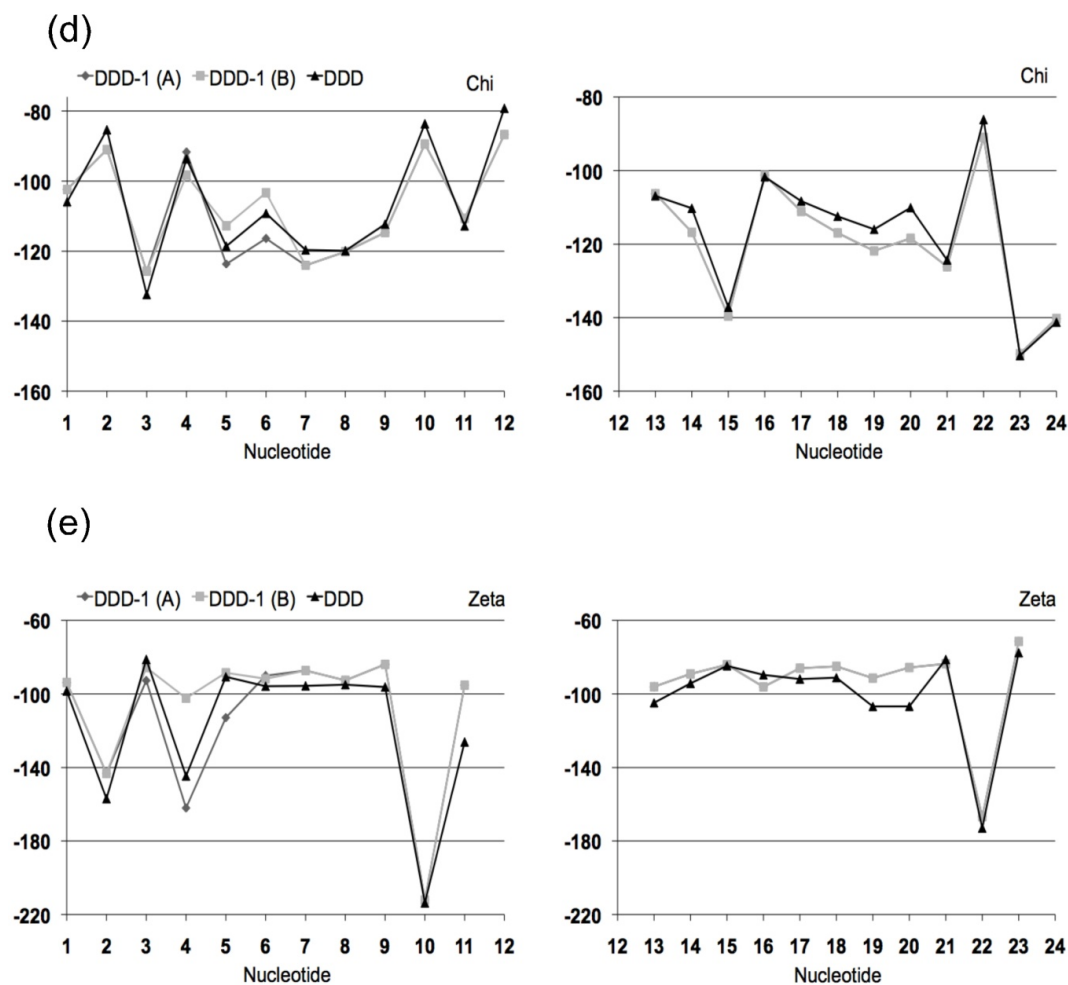 (d)
DDD-1 (A) DDD-1 (B) DDD Chi
-80
-100
-120
-140
-160
1 2 3 4 5 6 7 8 9 10 11 12
Nucleotide
Chi
-80
-100
-120
-140
-160
12 13 14 15 16 17 18 19 20 21 22 23 24
Nucleotide
(e)
DDD-1 (A) DDD-1 (B) DDD Zeta
-60
-100
-140
-180
-220
1 2 3 4 5 6 7 8 9 10 11 12
Nucleotide
Zeta
-60
-100
-140
-180
-220
12 13 14 15 16 17 18 19 20 21 22 23 24
Nucleotide